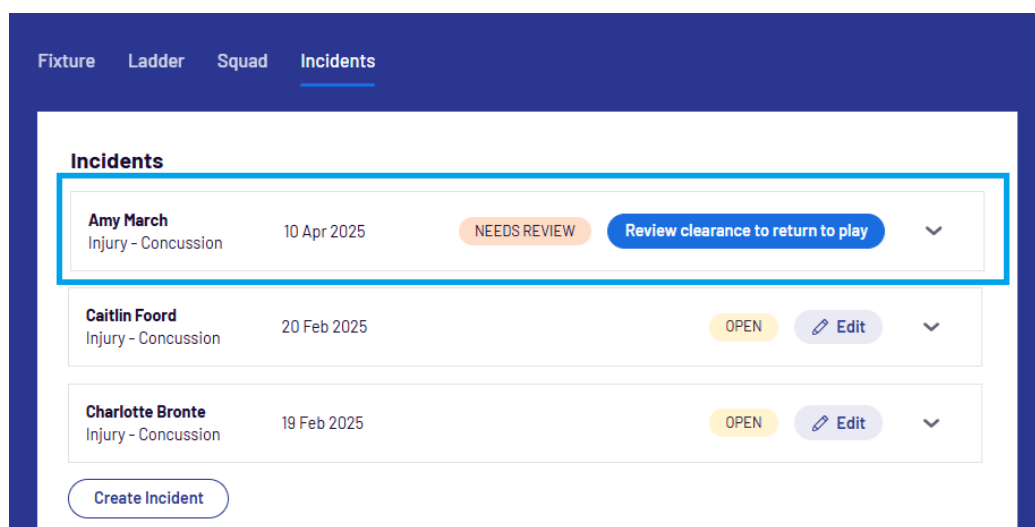 Fixture Ladder Squad Incidents
Incidents
Amy March
Injury - Concussion
10 Apr 2025
NEEDS REVIEW
Review clearance to return to play
Caitlin Foord
Injury - Concussion
20 Feb 2025
OPEN
Edit
Charlotte Bronte
Injury - Concussion
19 Feb 2025
OPEN
Edit
Create Incident